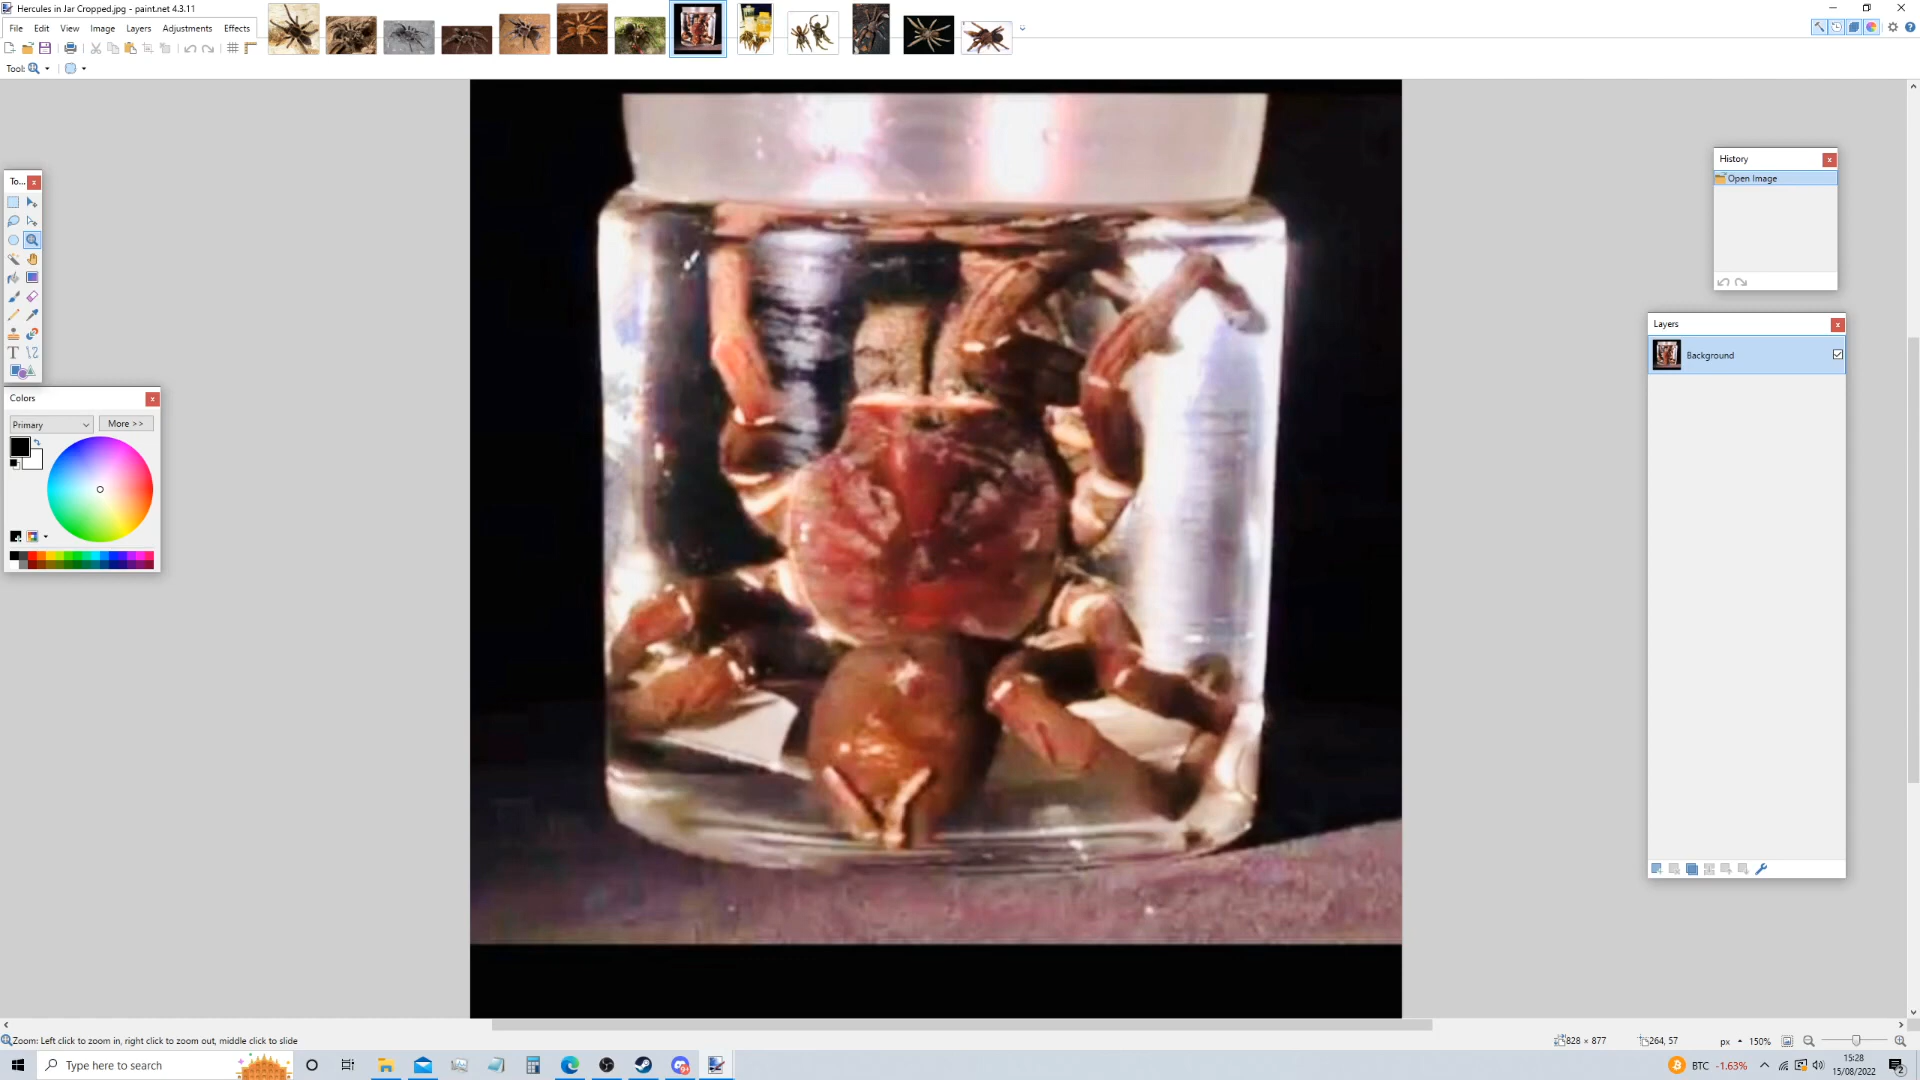 Hercules in Jar Cropped.jpg - paint.net 4.3.11
File Edit View Image Layers Adjustments Effects
Tool:
To...
History
Open Image
Layers
Background
Colors
Primary
More >>
Zoom: Left click to zoom in, right click to zoom out, middle click to slide
828 × 877
264, 57
px
150%
Type here to search
BTC -1.63%
15:28
15/08/2022
2